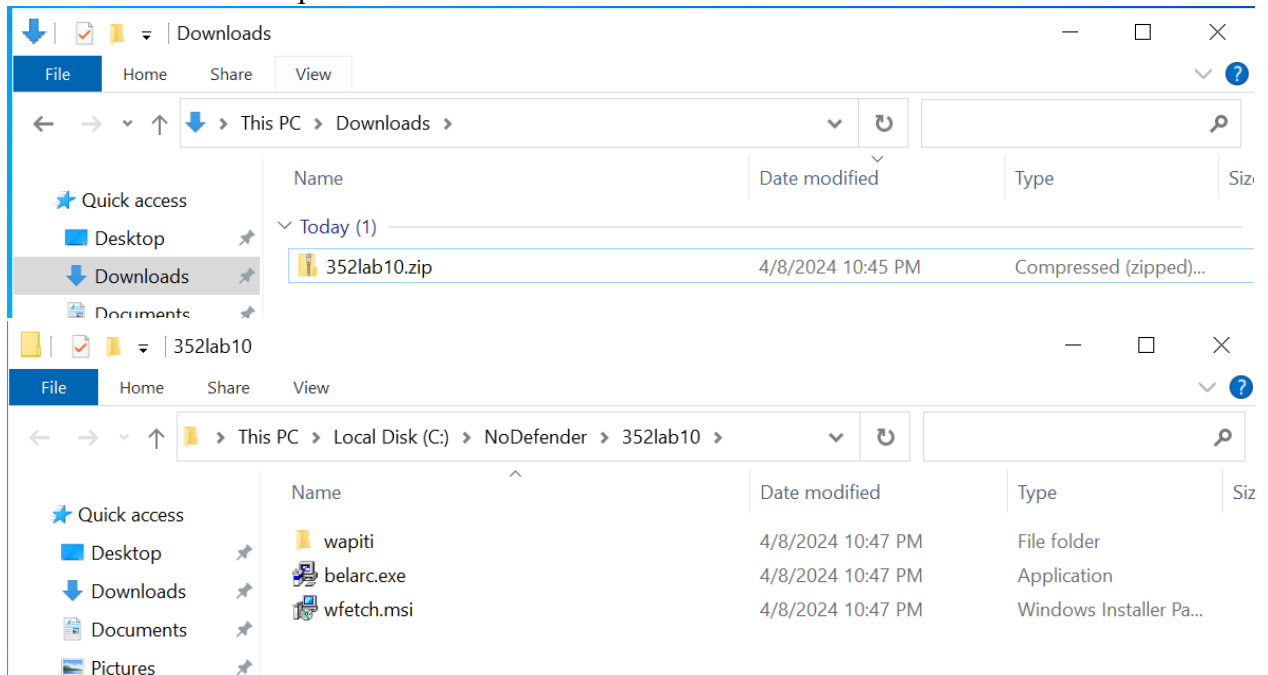 Downloads
File Home Share View
This PC > Downloads >
Name Date modified Type
Quick access
Today (1)
Desktop
352lab10.zip 4/8/2024 10:45 PM Compressed (zipped)...
Downloads
Documents
352lab10
File Home Share View
This PC > Local Disk (C:) > NoDefender > 352lab10 >
Name Date modified Type Siz
Quick access
wapiti 4/8/2024 10:47 PM File folder
Desktop
belarc.exe 4/8/2024 10:47 PM Application
Downloads
wfetch.msi 4/8/2024 10:47 PM Windows Installer Pa...
Documents
Pictures